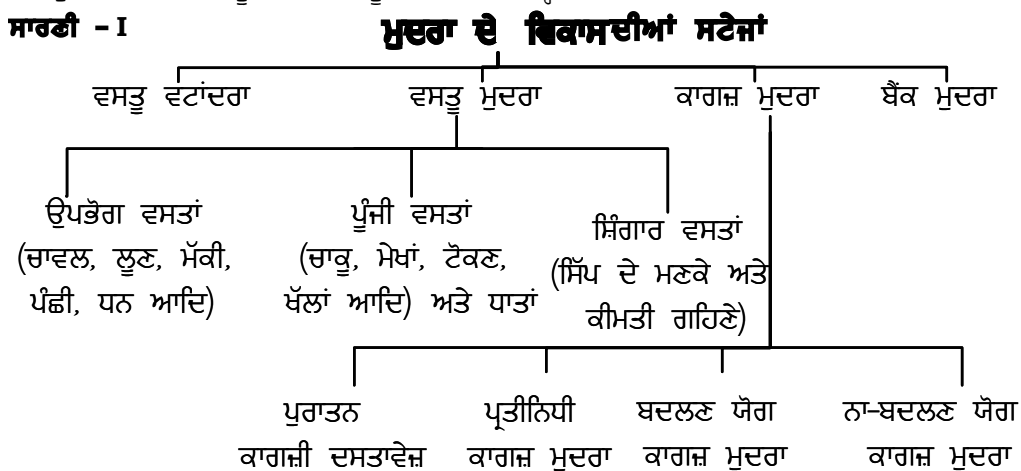 ਸਾਰਣੀ – I ਮੁਦਰਾ ਦੇ ਵਿਕਾਸ ਦੀਆਂ ਸਟੇਜਾਂ
ਵਸਤੂ ਵਟਾਂਦਰਾ ਵਸਤੂ ਮੁਦਰਾ ਕਾਗਜ਼ ਮੁਦਰਾ ਬੈਂਕ ਮੁਦਰਾ
ਉਪਭੋਗ ਵਸਤਾਂ
(ਚਾਵਲ, ਲੂਣ, ਮੱਕੀ,
ਪੰਛੀ, ਧਨ ਆਦਿ)
ਪੂੰਜੀ ਵਸਤਾਂ
(ਚਾਕੂ, ਮੇਖਾਂ, ਟੋਕਣ,
ਖੱਲਾਂ ਆਦਿ) ਅਤੇ ਧਾਤਾਂ
ਸ਼ਿੰਗਾਰ ਵਸਤਾਂ
(ਸਿੱਪ ਦੇ ਮਣਕੇ ਅਤੇ
ਕੀਮਤੀ ਗਹਿਣੇ)
ਪੁਰਾਤਨ
ਕਾਗਜ਼ੀ ਦਸਤਾਵੇਜ਼
ਪ੍ਰਤੀਨਿਧੀ
ਕਾਗਜ਼ ਮੁਦਰਾ
ਬਦਲਣ ਯੋਗ
ਕਾਗਜ਼ ਮੁਦਰਾ
ਨਾ-ਬਦਲਣ ਯੋਗ
ਕਾਗਜ਼ ਮੁਦਰਾ